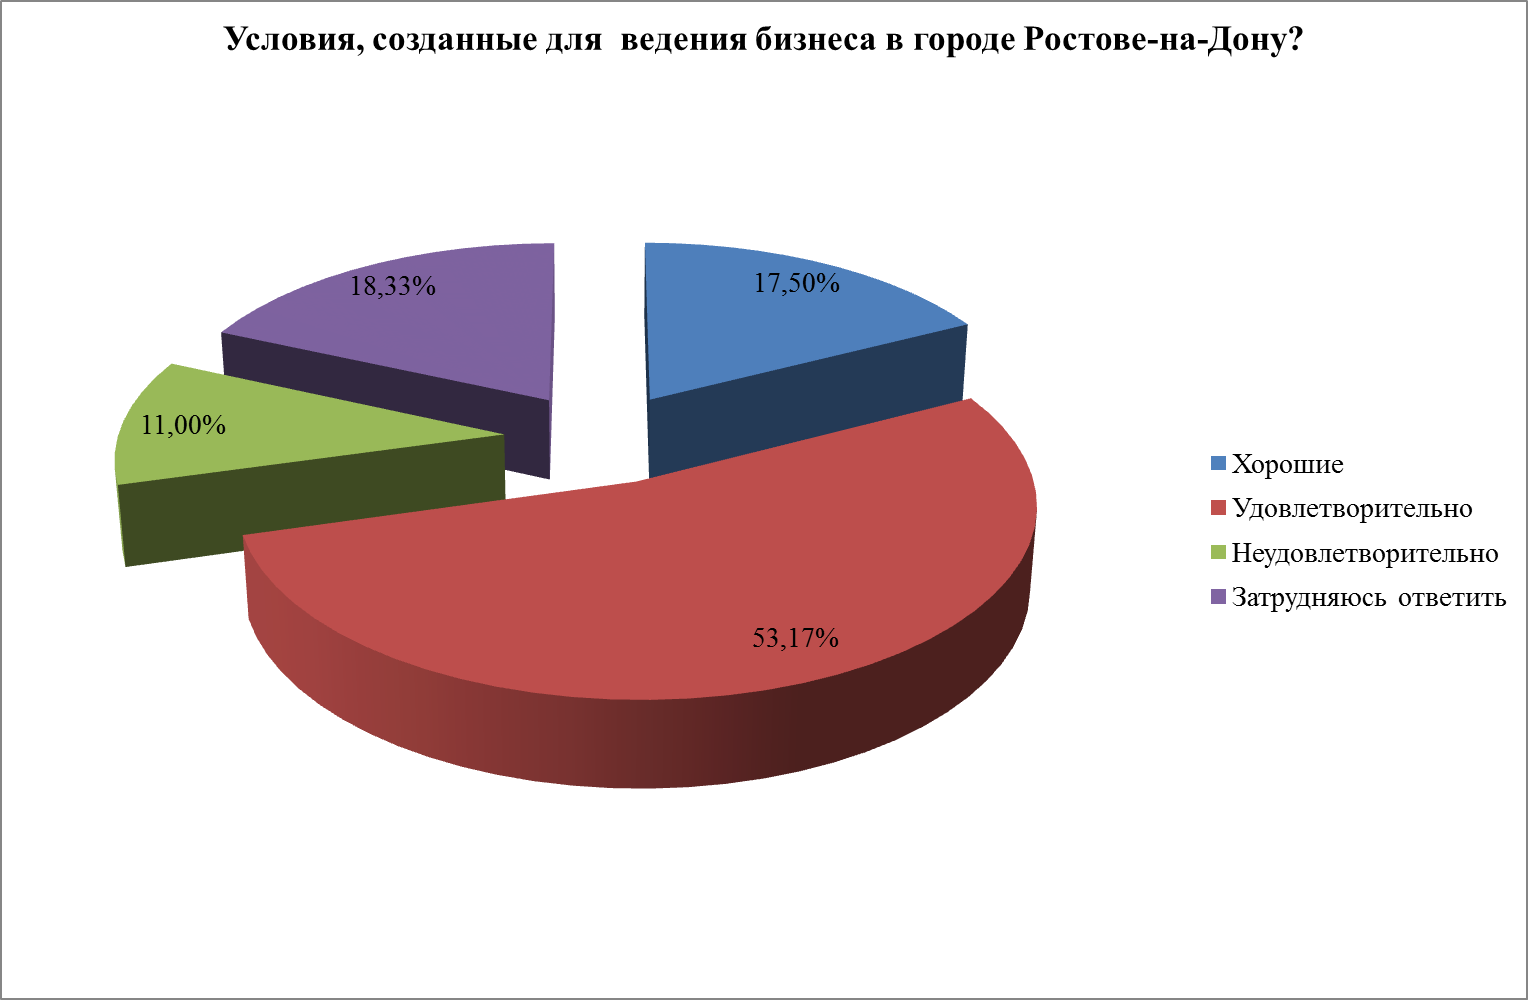 Условия, созданные для  ведения бизнеса в городе Ростове-на-Дону?
18,33%
17,50%
11,00%
53,17%
Хорошие
Удовлетворительно
Неудовлетворительно
Затрудняюсь ответить